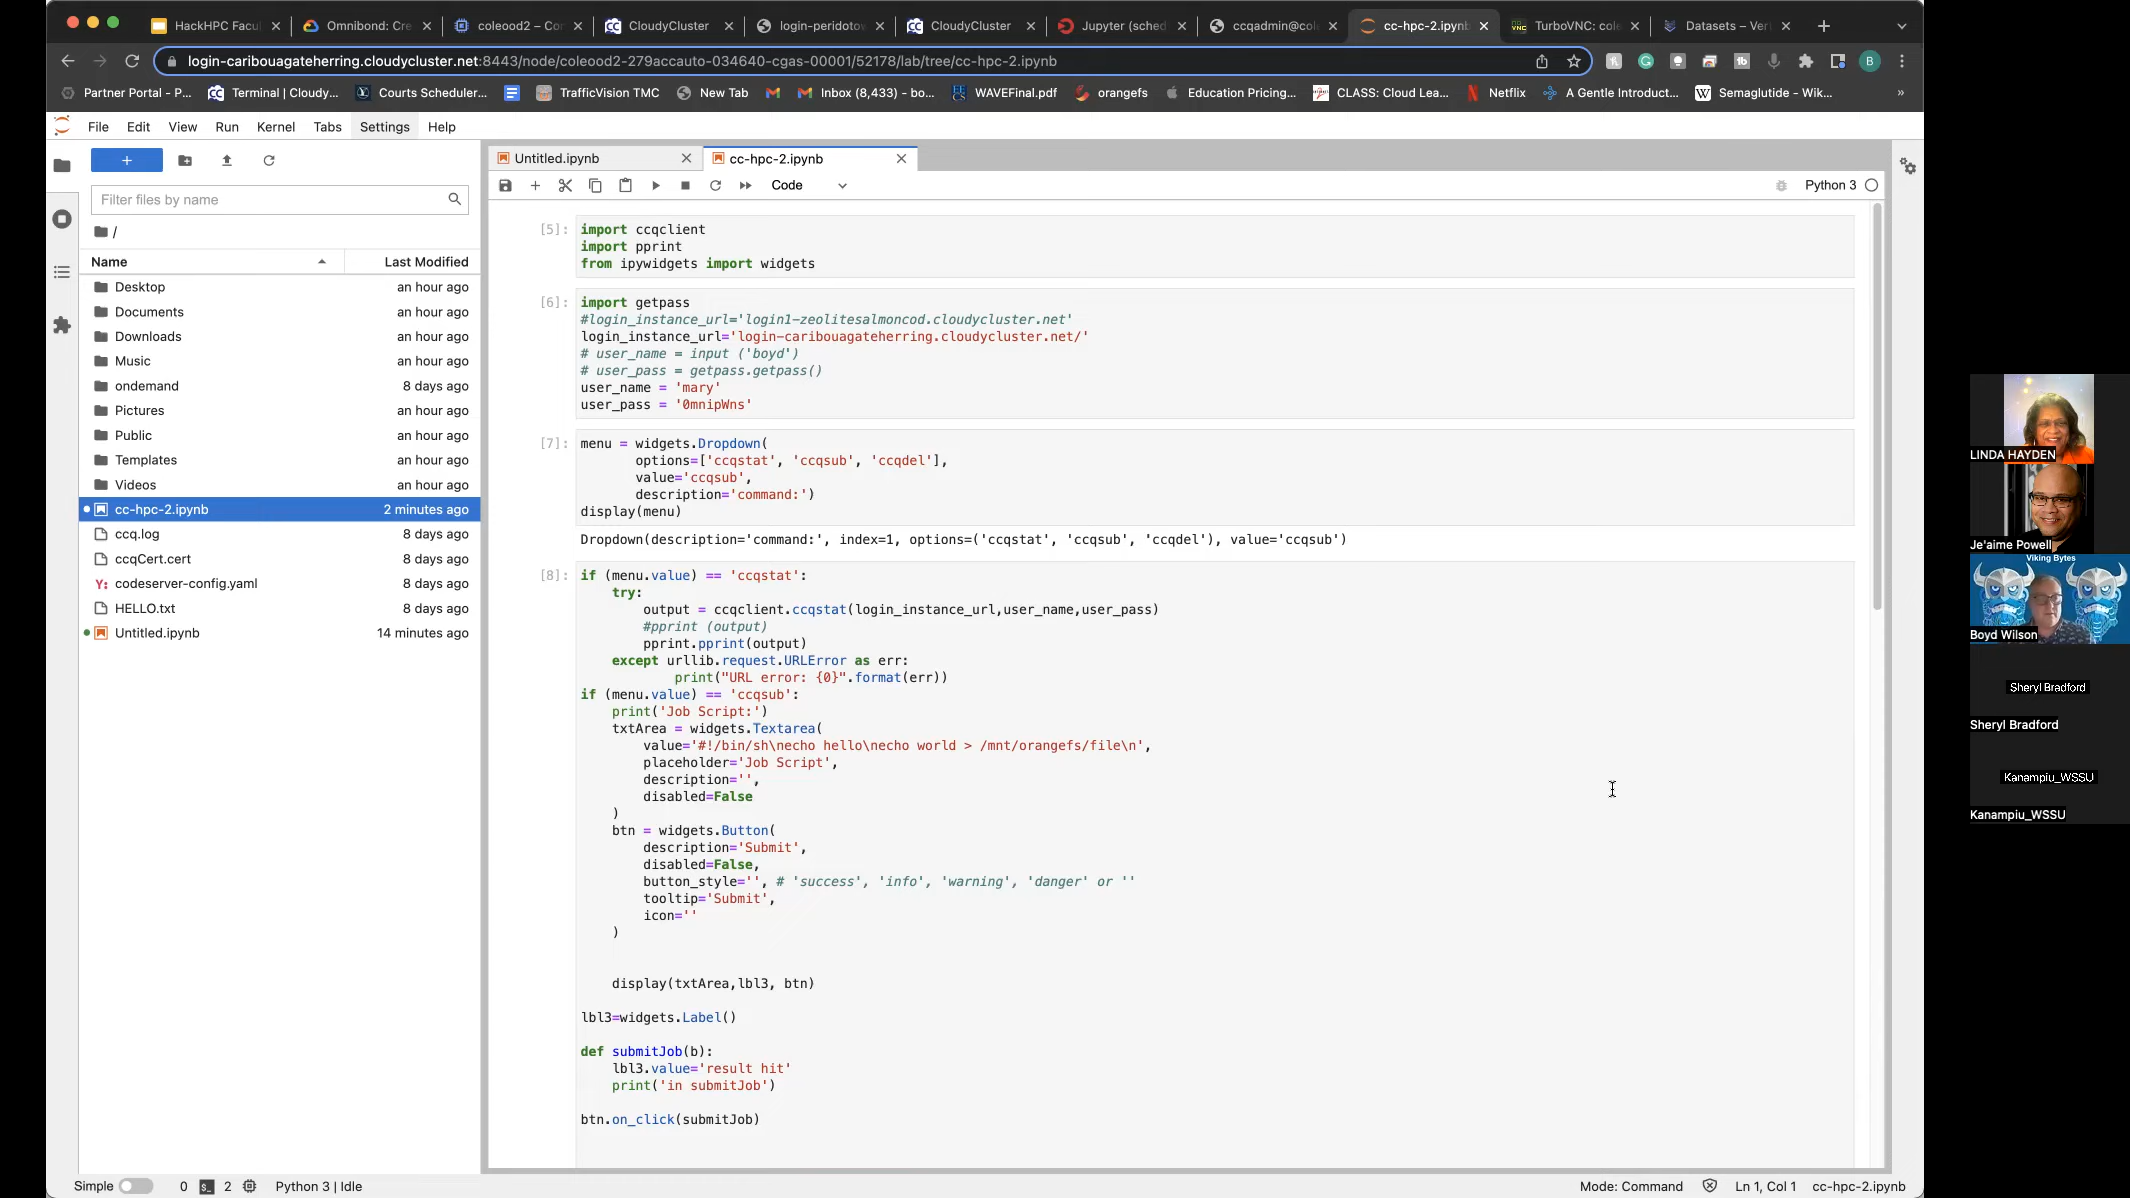 HackHPC Facul
Omnibond: Cre
coleood2 – Con
CloudyCluster
login-peridotov
CloudyCluster
Jupyter (sched
ccqadmin@col
cc-hpc-2.ipynb
TurboVNC: cole
Datasets – Ver
login-caribouagateherring.cloudycluster.net:8443/node/coleood2-279accauto-034640-cgas-00001/52178/lab/tree/cc-hpc-2.ipynb
B
Partner Portal - P...
Terminal | Cloudy...
Courts Scheduler...
TrafficVision TMC
New Tab
Inbox (8,433) - bo...
WAVEFinal.pdf
orangefs
Education Pricing...
CLASS: Cloud Lea...
Netflix
A Gentle Introduct...
Semaglutide - Wik...
»
File Edit View Run Kernel Tabs Settings Help
Filter files by name
/
Name Last Modified
Desktop an hour ago
Documents an hour ago
Downloads an hour ago
Music an hour ago
ondemand 8 days ago
Pictures an hour ago
Public an hour ago
Templates an hour ago
Videos an hour ago
cc-hpc-2.ipynb 2 minutes ago
ccq.log 8 days ago
ccqCert.cert 8 days ago
Y: codeserver-config.yaml 8 days ago
HELLO.txt 8 days ago
Untitled.ipynb 14 minutes ago
Untitled.ipynb
cc-hpc-2.ipynb
Code
Python 3
[5]: import ccqclient
import pprint
from ipywidgets import widgets
[6]: import getpass
#login_instance_url='login1-zeolitesalmoncod.cloudycluster.net'
login_instance_url='login-caribouagateherring.cloudycluster.net/'
# user_name = input ('boyd')
# user_pass = getpass.getpass()
user_name = 'mary'
user_pass = '0mnipWns'
[7]: menu = widgets.Dropdown(
options=['ccqstat', 'ccqsub', 'ccqdel'],
value='ccqsub',
description='command:')
display(menu)
Dropdown(description='command:', index=1, options=('ccqstat', 'ccqsub', 'ccqdel'), value='ccqsub')
[8]: if (menu.value) == 'ccqstat':
try:
output = ccqclient.ccqstat(login_instance_url,user_name,user_pass)
#pprint (output)
pprint.pprint(output)
except urllib.request.URLError as err:
print("URL error: {0}".format(err))
if (menu.value) == 'ccqsub':
print('Job Script:')
txtArea = widgets.Textarea(
value='#!/bin/sh\necho hello\necho world > /mnt/orangefs/file\n',
placeholder='Job Script',
description='',
disabled=False
)
btn = widgets.Button(
description='Submit',
disabled=False,
button_style='', # 'success', 'info', 'warning', 'danger' or ''
tooltip='Submit',
icon=''
)
display(txtArea,lbl3, btn)
lbl3=widgets.Label()
def submitJob(b):
lbl3.value='result hit'
print('in submitJob')
btn.on_click(submitJob)
Simple 0 2 Python 3 | Idle
Mode: Command Ln 1, Col 1 cc-hpc-2.ipynb
LINDA HAYDEN
Je'aime Powell
Viking Bytes
Boyd Wilson
Sheryl Bradford
Sheryl Bradford
Kanampiu_WSSU
Kanampiu_WSSU